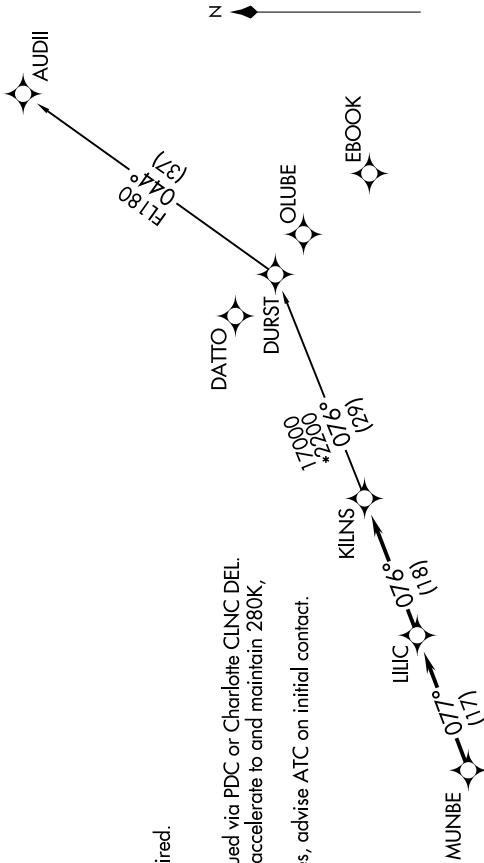 N
AUDII
FL180
044°
(37)
EBOOK
OLUBE
DATTO
DURST
17000
*2200
076°
(29)
KILNS
076°
(18)
LILIC
077°
(17)
MUNBE
ired.
ued via PDC or Charlotte CLNC DEL.
accelerate to and maintain 280K,
s, advise ATC on initial contact.